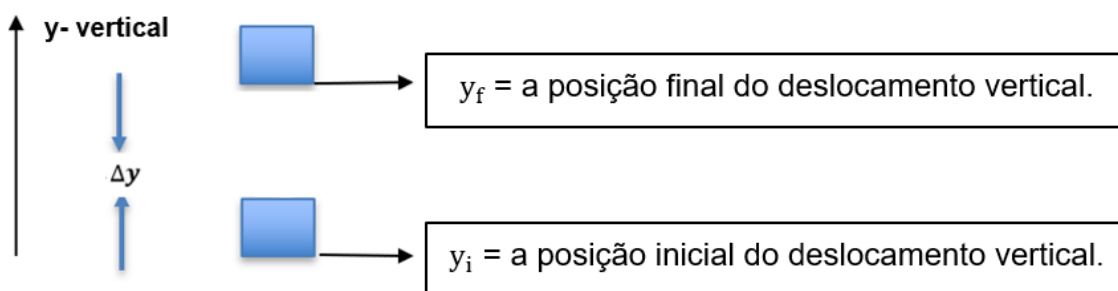 y- vertical
y_f = a posição final do deslocamento vertical.
Δy
y_i = a posição inicial do deslocamento vertical.